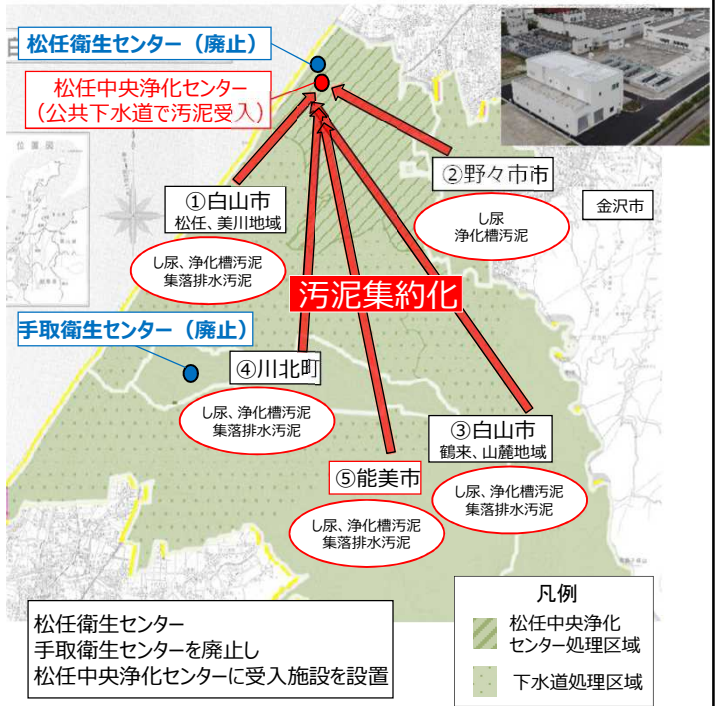 松任衛生センター（廃止）
松任中央浄化センター
（公共下水道で汚泥受入）
位置図
①白山市
松任、美川地域
し尿、浄化槽汚泥
集落排水汚泥
②野々市市
し尿
浄化槽汚泥
金沢市
汚泥集約化
手取衛生センター（廃止）
④川北町
し尿、浄化槽汚泥
集落排水汚泥
③白山市
鶴来、山麓地域
し尿、浄化槽汚泥
集落排水汚泥
⑤能美市
し尿、浄化槽汚泥
集落排水汚泥
凡例
松任中央浄化
センター処理区域
下水道処理区域
松任衛生センター
手取衛生センターを廃止し
松任中央浄化センターに受入施設を設置